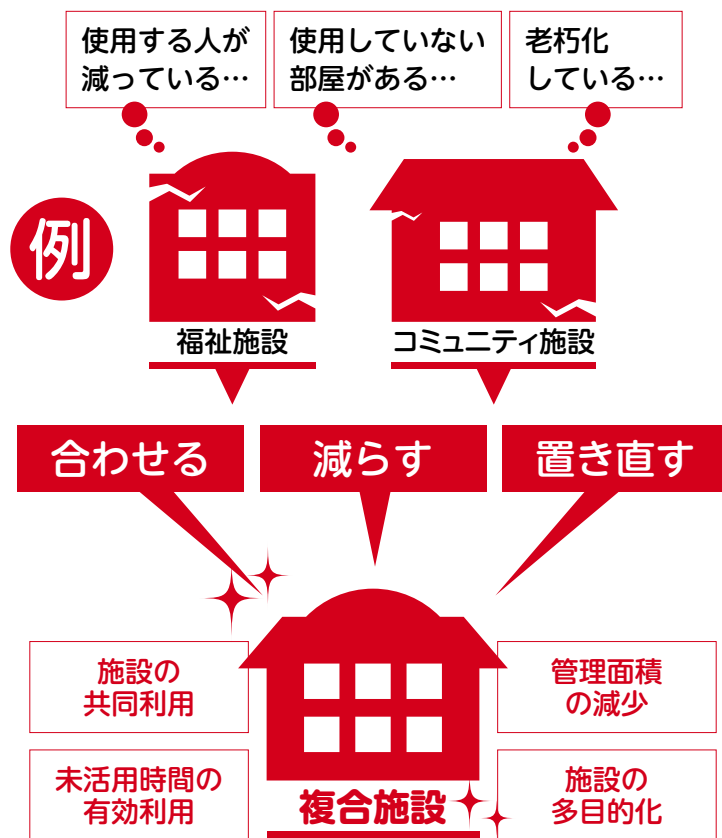 使用する人が
減っている…
使用していない
部屋がある…
老朽化
している…
例
福祉施設
コミュニティ施設
合わせる
減らす
置き直す
施設の
共同利用
管理面積
の減少
未活用時間の
有効利用
複合施設
施設の
多目的化